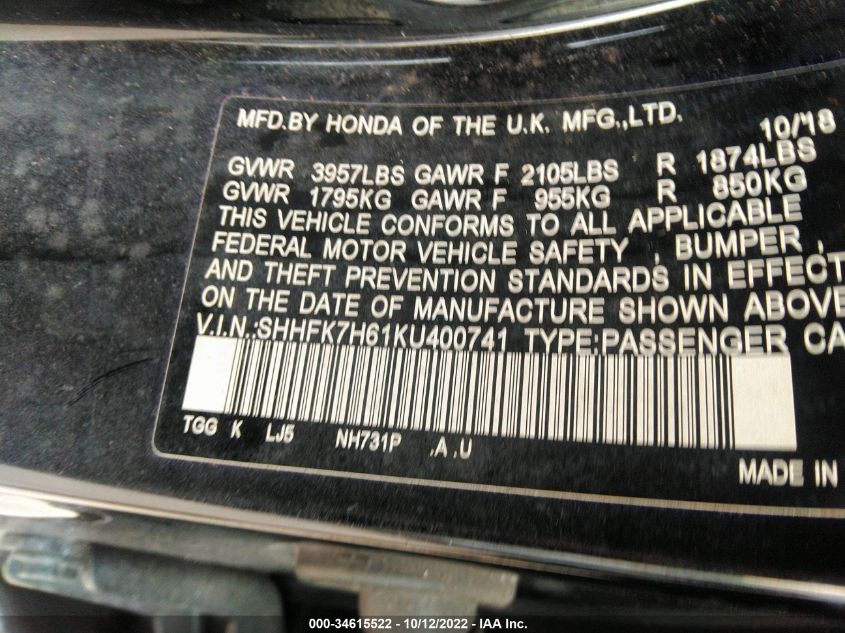 MFD.BY HONDA OF THE U.K. MFG.,LTD. 10/18
GVWR 3957LBS GAWR F 2105LBS R 1874LBS
GVWR 1795KG GAWR F 955KG R 850KG
THIS VEHICLE CONFORMS TO ALL APPLICABLE
FEDERAL MOTOR VEHICLE SAFETY , BUMPER ,
AND THEFT PREVENTION STANDARDS IN EFFECT
ON THE DATE OF MANUFACTURE SHOWN ABOVE
V.I.N.:SHHFK7H61KU400741 TYPE:PASSENGER CA
TGG K LJ5 NH731P .A .U
MADE IN
000-34615522 - 10/12/2022 - IAA Inc.